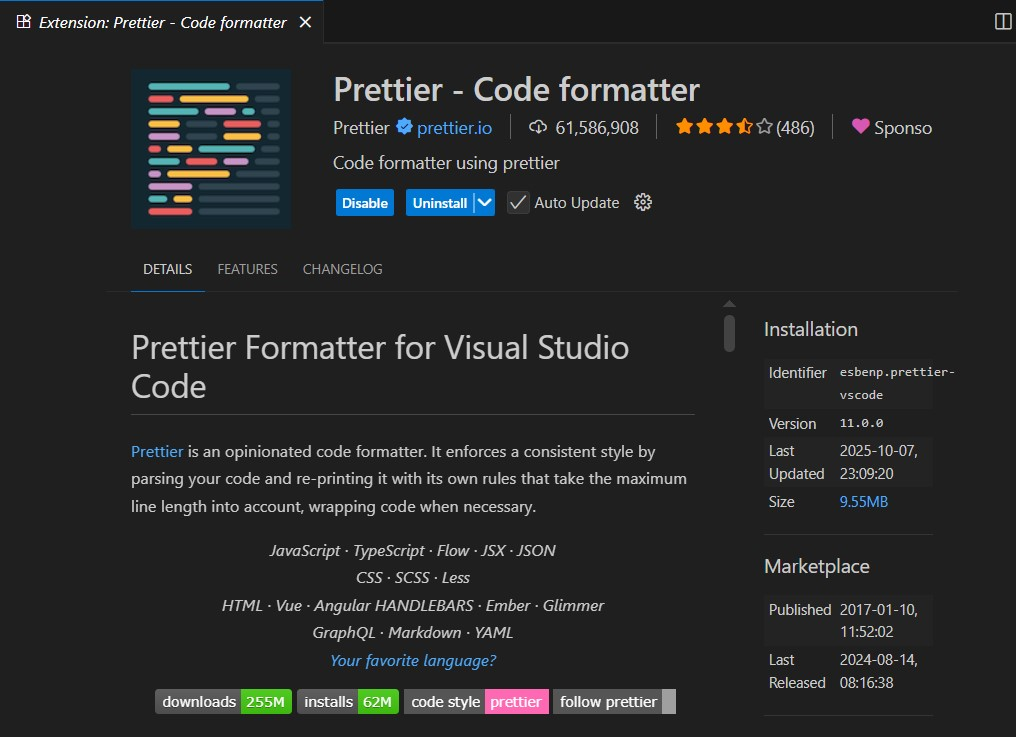 Extension: Prettier - Code formatter
Prettier - Code formatter
Prettier prettier.io 61,586,908 (486) Sponso
Code formatter using prettier
Disable Uninstall Auto Update
DETAILS FEATURES CHANGELOG
Prettier Formatter for Visual Studio
Code
Prettier is an opinionated code formatter. It enforces a consistent style by
parsing your code and re-printing it with its own rules that take the maximum
line length into account, wrapping code when necessary.
JavaScript · TypeScript · Flow · JSX · JSON
CSS · SCSS · Less
HTML · Vue · Angular HANDLEBARS · Ember · Glimmer
GraphQL · Markdown · YAML
Your favorite language?
downloads 255M installs 62M code style prettier follow prettier
Installation
Identifier esbenp.prettier-
vscode
Version 11.0.0
Last 2025-10-07,
Updated 23:09:20
Size 9.55MB
Marketplace
Published 2017-01-10,
11:52:02
Last 2024-08-14,
Released 08:16:38